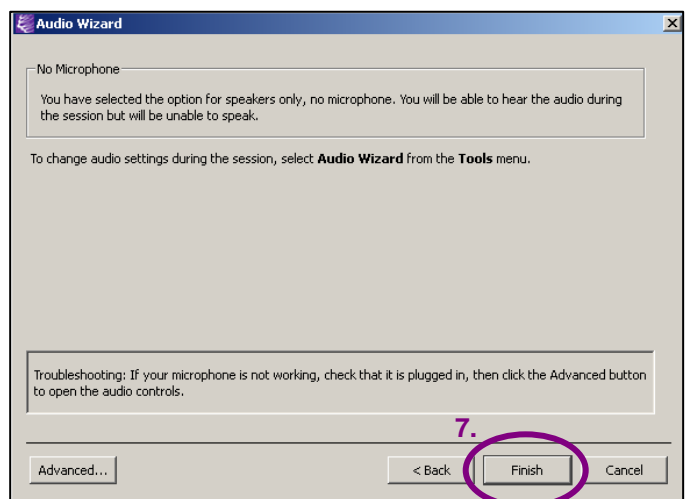 Audio Wizard
No Microphone
You have selected the option for speakers only, no microphone. You will be able to hear the audio during
the session but will be unable to speak.
To change audio settings during the session, select Audio Wizard from the Tools menu.
Troubleshooting: If your microphone is not working, check that it is plugged in, then click the Advanced button
to open the audio controls.
7.
Advanced... < Back Finish Cancel